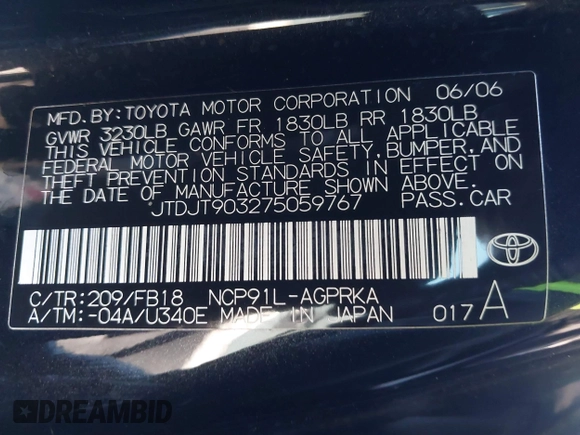 MFD.BY:TOYOTA MOTOR CORPORATION 06/06
GVWR 3230LB GAWR FR 1830LB RR 1830LB
THIS VEHICLE CONFORMS TO ALL APPLICABLE
FEDERAL MOTOR VEHICLE SAFETY,BUMPER,AND
THEFT PREVENTION STANDARDS IN EFFECT ON
THE DATE OF MANUFACTURE SHOWN ABOVE.
JTDJT903275059767 PASS.CAR
C/TR:209/FB18 NCP91L-AGPRKA
A/TM:-04A/U340E MADE IN JAPAN 017A
DREAMBID